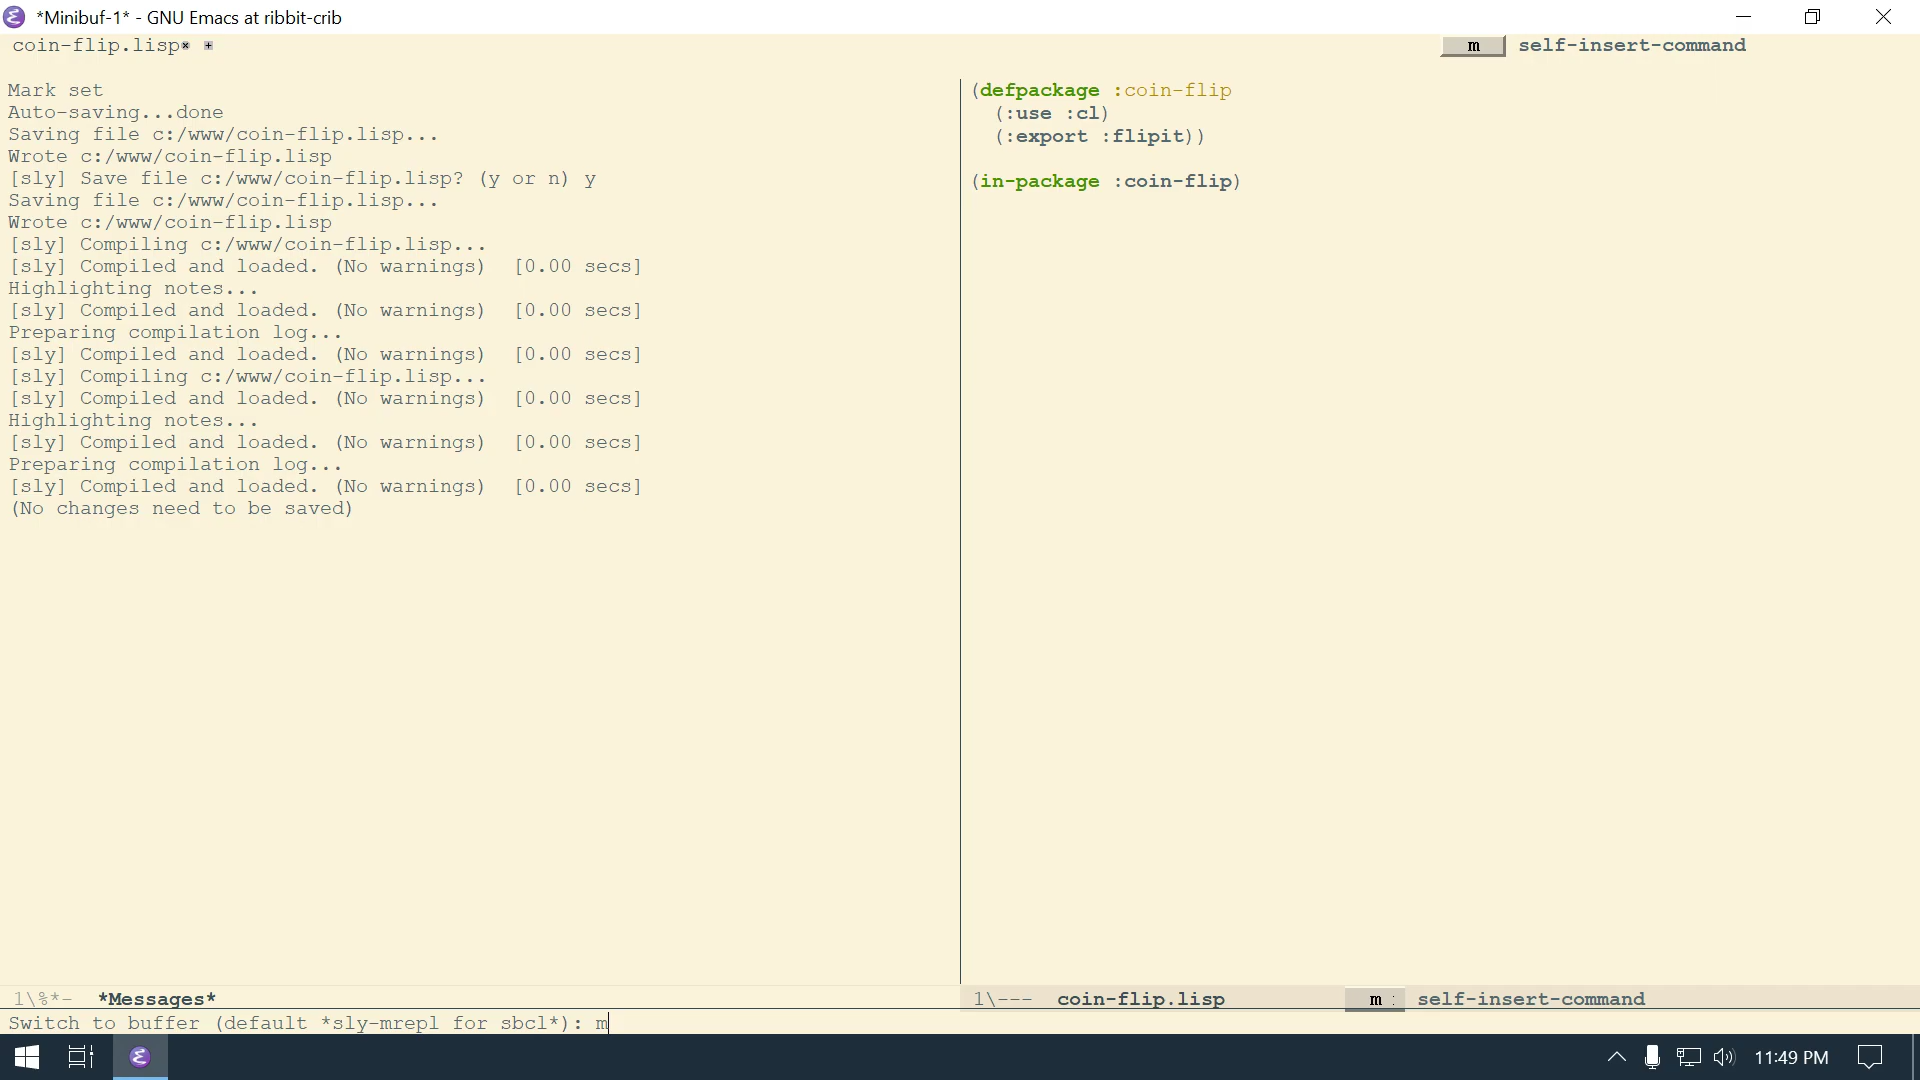 *Minibuf-1* - GNU Emacs at ribbit-crib
coin-flip.lisp
m self-insert-command
Mark set
Auto-saving...done
Saving file c:/www/coin-flip.lisp...
Wrote c:/www/coin-flip.lisp
[sly] Save file c:/www/coin-flip.lisp? (y or n) y
Saving file c:/www/coin-flip.lisp...
Wrote c:/www/coin-flip.lisp
[sly] Compiling c:/www/coin-flip.lisp...
[sly] Compiled and loaded. (No warnings)  [0.00 secs]
Highlighting notes...
[sly] Compiled and loaded. (No warnings)  [0.00 secs]
Preparing compilation log...
[sly] Compiled and loaded. (No warnings)  [0.00 secs]
[sly] Compiling c:/www/coin-flip.lisp...
[sly] Compiled and loaded. (No warnings)  [0.00 secs]
Highlighting notes...
[sly] Compiled and loaded. (No warnings)  [0.00 secs]
Preparing compilation log...
[sly] Compiled and loaded. (No warnings)  [0.00 secs]
(No changes need to be saved)
(defpackage :coin-flip
  (:use :cl)
  (:export :flipit))
(in-package :coin-flip)
1\%*-  *Messages*
1\---  coin-flip.lisp
m : self-insert-command
Switch to buffer (default *sly-mrepl for sbcl*): m
11:49 PM